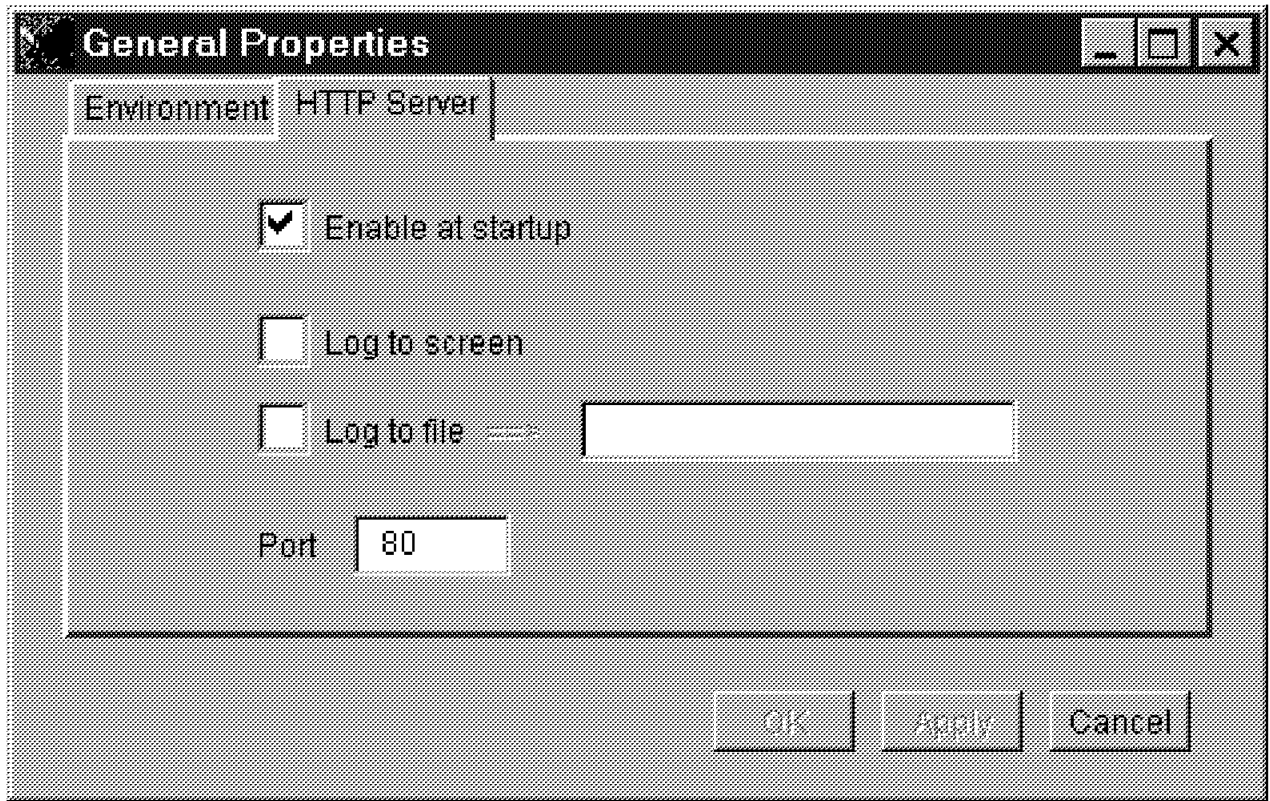 General Properties
Environment HTTP Server
Enable at startup
Log to screen
Log to file
Port 80
OK Apply Cancel